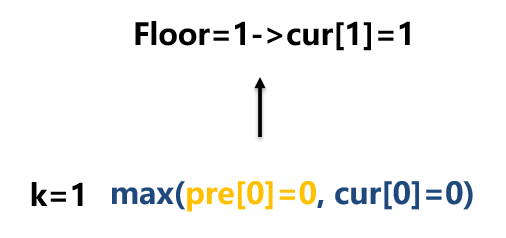 Floor=1->cur[1]=1
k=1 max(pre[0]=0, cur[0]=0)